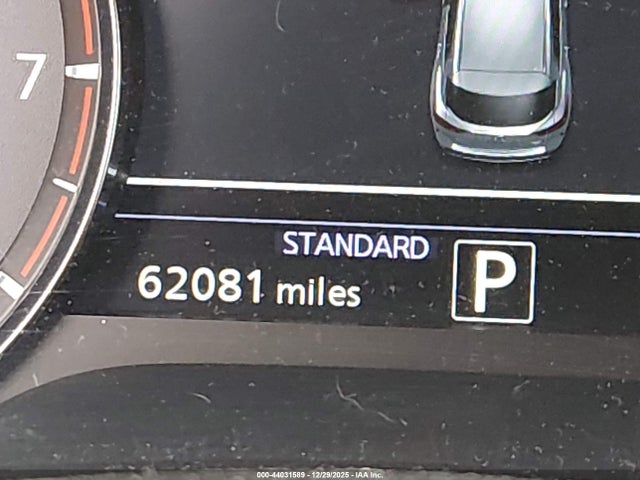 7
STANDARD
62081 miles
P
000-44031589 - 12/29/2025 - IAA Inc.